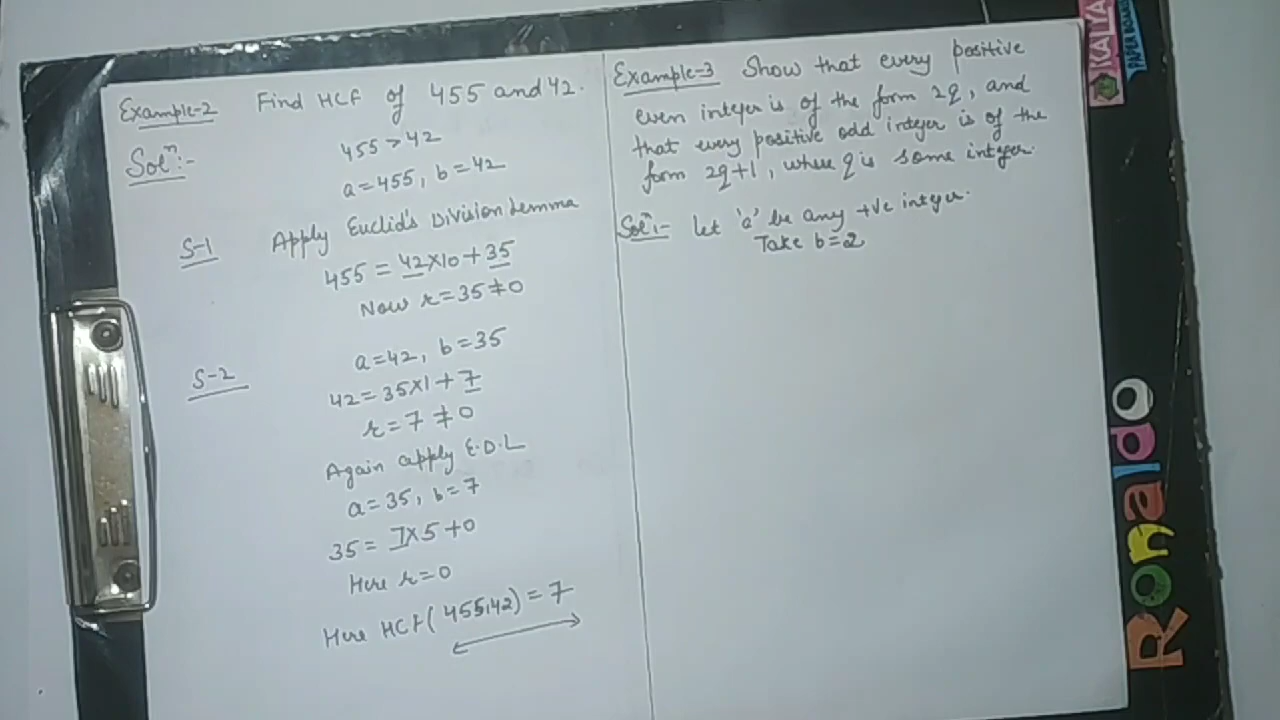 Example-2 Find HCF of 455 and 42.
Solⁿ:-
455 > 42
a=455, b=42
S-1 Apply Euclid's Division Lemma
455 = 42×10+35
Now r=35≠0
S-2 a=42, b=35
42=35×1+7
r=7≠0
Again apply E.D.L
a=35, b=7
35=7×5+0
Here r=0
Here HCF(455,42)=7
Example-3 Show that every positive
even integer is of the form 2q, and
that every positive odd integer is of the
form 2q+1, where q is some integer.
Solⁿ:- Let 'a' be any +ve integer.
Take b=2
KALYA
PAPER
Ronaldo